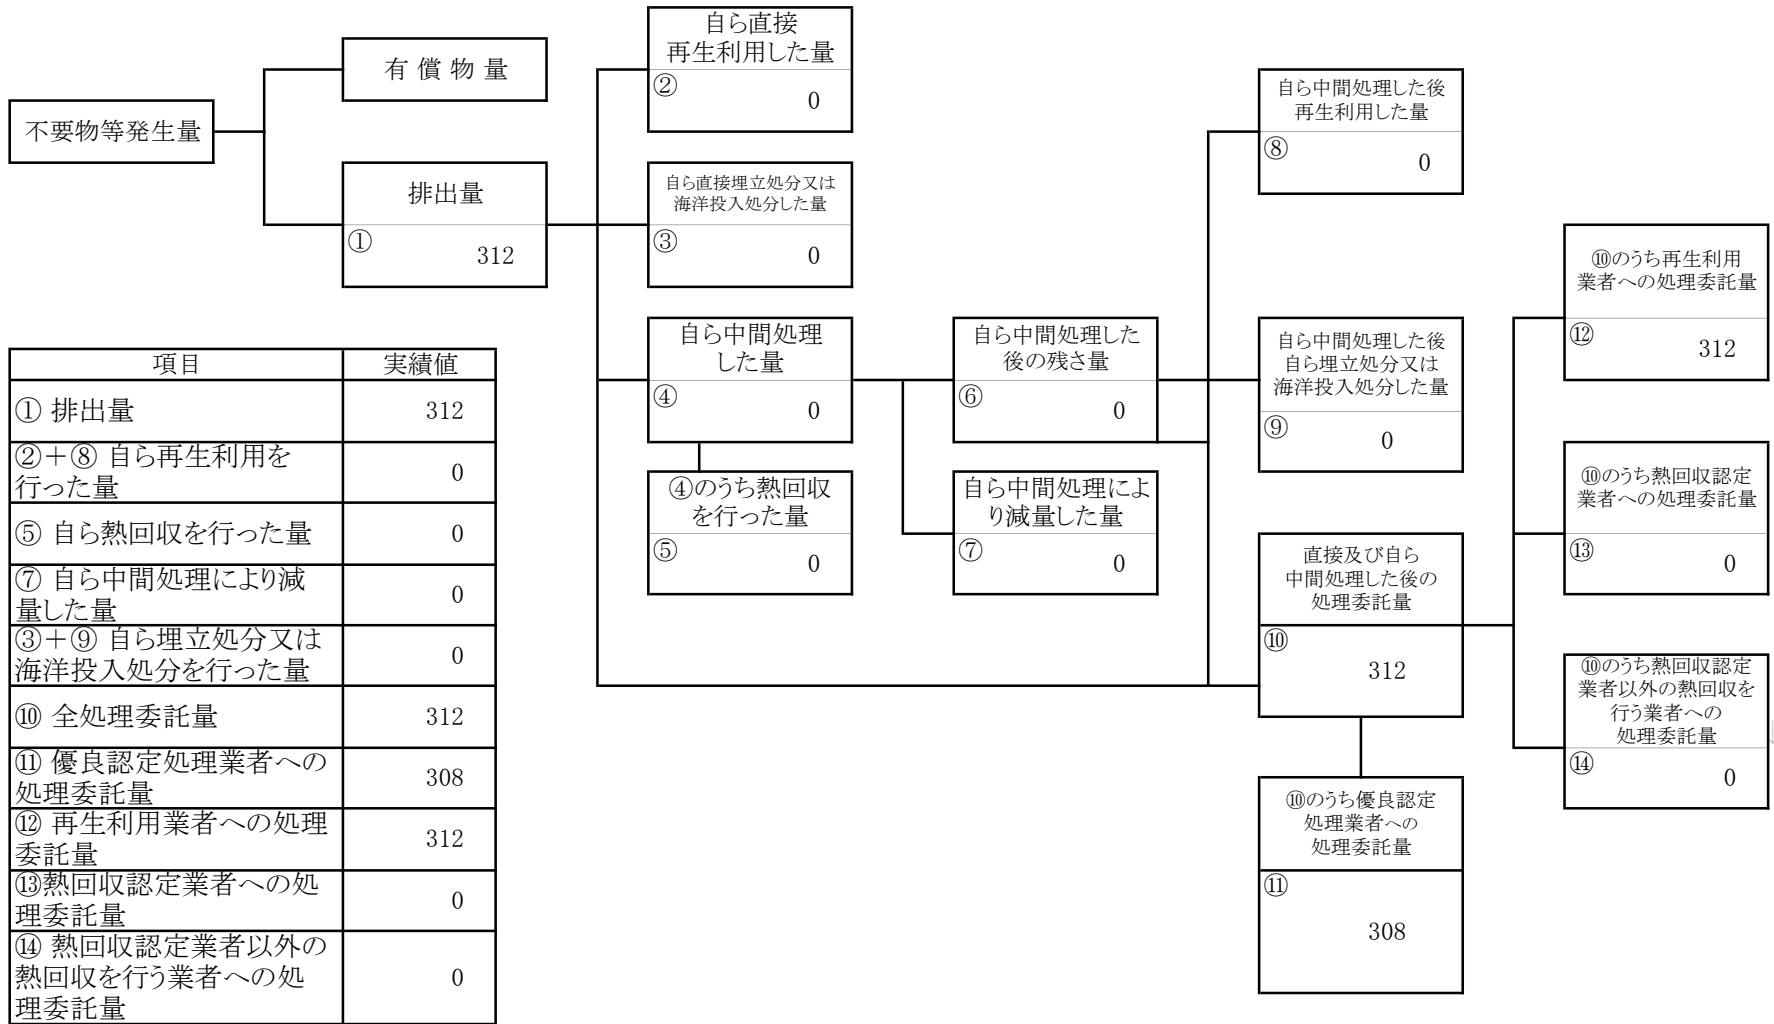 不要物等発生量
有償物量
排出量
①
312
自ら直接
再生利用した量
②
0
自ら直接埋立処分又は
海洋投入処分した量
③
0
自ら中間処理
した量
④
0
④のうち熱回収
を行った量
⑤
0
自ら中間処理した
後の残さ量
⑥
0
自ら中間処理によ
り減量した量
⑦
0
自ら中間処理した後
再生利用した量
⑧
0
自ら中間処理した後
自ら埋立処分又は
海洋投入処分した量
⑨
0
直接及び自ら
中間処理した後の
処理委託量
⑩
312
⑩のうち優良認定
処理業者への
処理委託量
⑪
308
⑩のうち再生利用
業者への処理委託量
⑫
312
⑩のうち熱回収認定
業者への処理委託量
⑬
0
⑩のうち熱回収認定
業者以外の熱回収を
行う業者への
処理委託量
⑭
0
項目 実績値
① 排出量 312
②＋⑧ 自ら再生利用を
行った量 0
⑤ 自ら熱回収を行った量 0
⑦ 自ら中間処理により減
量した量 0
③＋⑨ 自ら埋立処分又は
海洋投入処分を行った量 0
⑩ 全処理委託量 312
⑪ 優良認定処理業者への
処理委託量 308
⑫ 再生利用業者への処理
委託量 312
⑬熱回収認定業者への処
理委託量 0
⑭ 熱回収認定業者以外の
熱回収を行う業者への処
理委託量 0